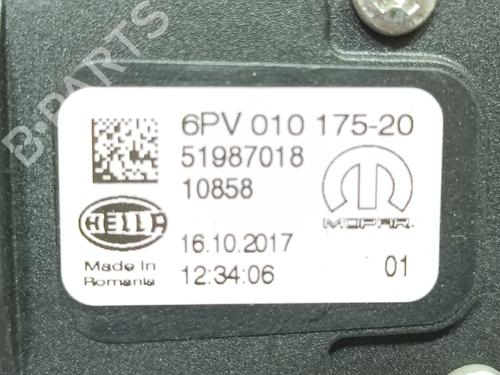 B-PARTS
6PV 010 175-20
51987018
10858
HELLA
MOPAR.
16.10.2017
Made In
Romania
12:34:06
01